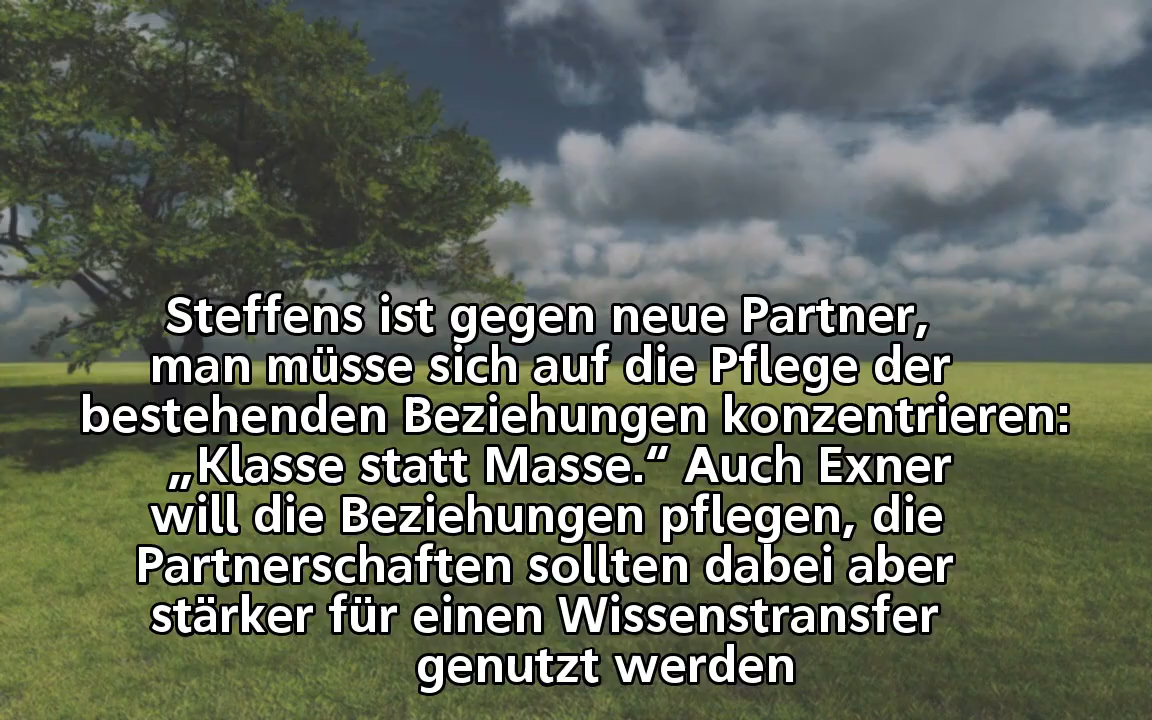 Steffens ist gegen neue Partner,
man müsse sich auf die Pflege der
bestehenden Beziehungen konzentrieren:
„Klasse statt Masse.“ Auch Exner
will die Beziehungen pflegen, die
Partnerschaften sollten dabei aber
stärker für einen Wissenstransfer
genutzt werden